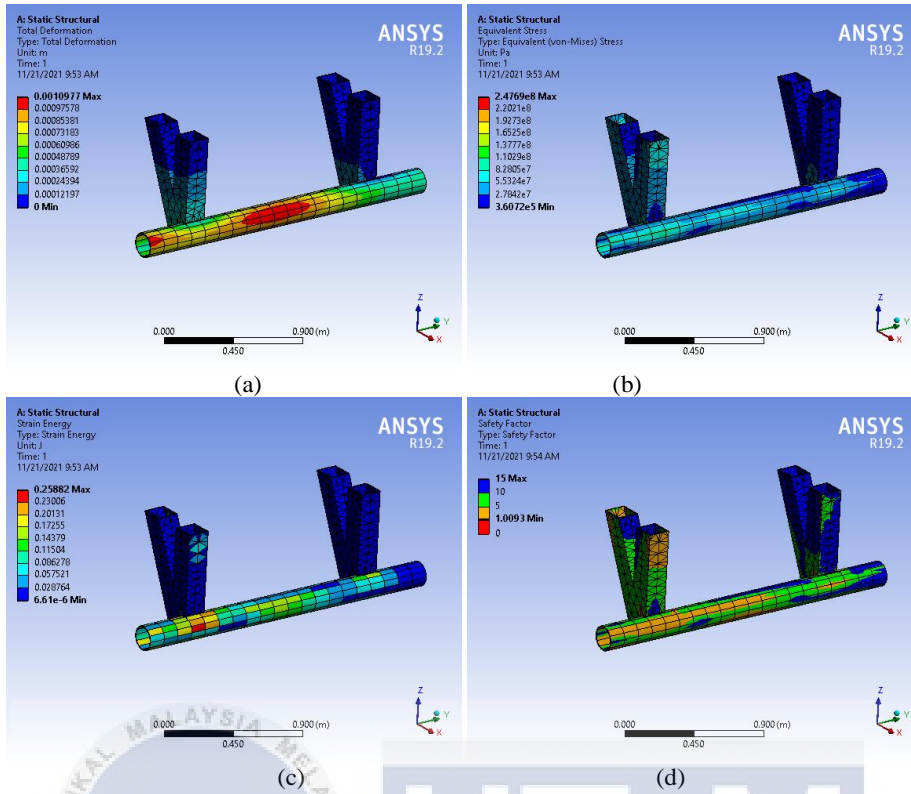 A: Static Structural
Total Deformation
Type: Total Deformation
Unit: m
Time: 1
11/21/2021 9:53 AM
0.0010977 Max
0.00097578
0.00085381
0.00073183
0.00060986
0.00048789
0.00036592
0.00024394
0.00012197
0 Min
ANSYS
R19.2
Z
Y
X
0.000
0.900 (m)
0.450
(a)
A: Static Structural
Equivalent Stress
Type: Equivalent (von-Mises) Stress
Unit: Pa
Time: 1
11/21/2021 9:53 AM
2.4769e8 Max
2.2021e8
1.9273e8
1.6525e8
1.3777e8
1.1029e8
8.2805e7
5.5324e7
2.7842e7
3.6072e5 Min
ANSYS
R19.2
Z
Y
X
0.000
0.900 (m)
0.450
(b)
A: Static Structural
Strain Energy
Type: Strain Energy
Unit: J
Time: 1
11/21/2021 9:53 AM
0.25882 Max
0.23006
0.20131
0.17255
0.14379
0.11504
0.086278
0.057521
0.028764
6.61e-6 Min
ANSYS
R19.2
Z
Y
X
0.000
0.900 (m)
0.450
(c)
A: Static Structural
Safety Factor
Type: Safety Factor
Time: 1
11/21/2021 9:54 AM
15 Max
10
5
1.0093 Min
0
ANSYS
R19.2
Z
Y
X
0.000
0.900 (m)
0.450
(d)
MALAYSIA